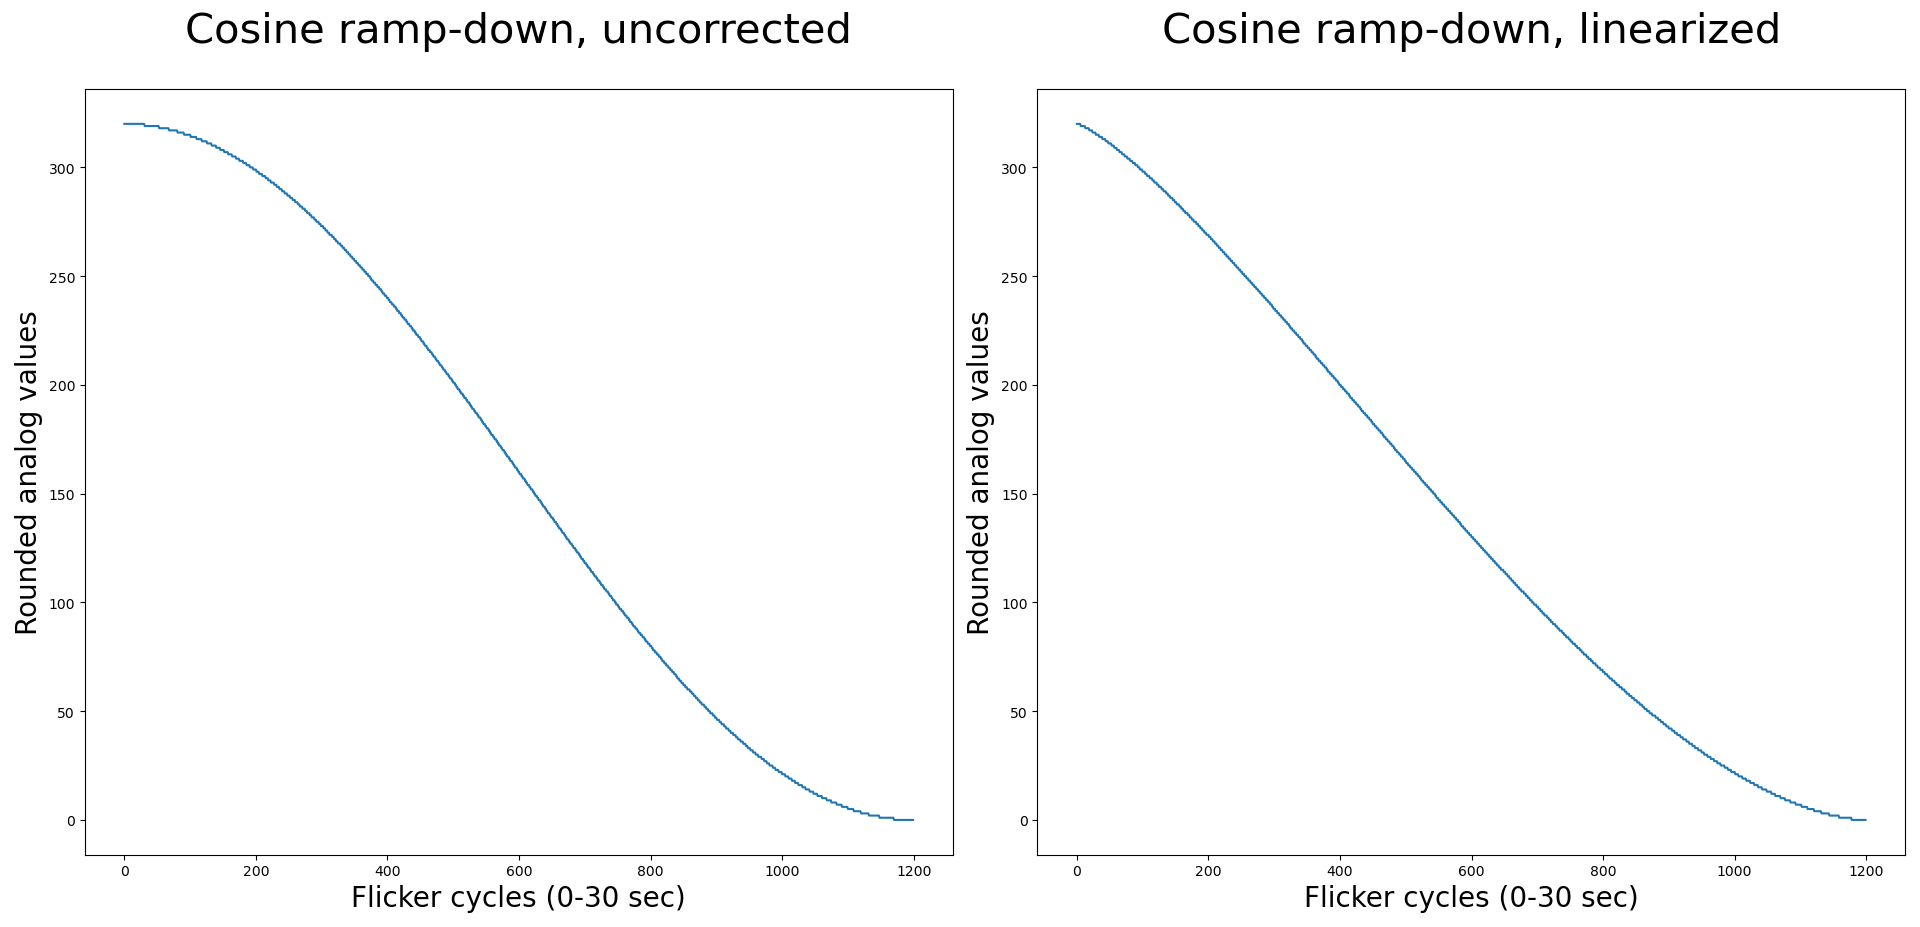 Cosine ramp-down, uncorrected
Rounded analog values
300
250
200
150
100
50
0
0 200 400 600 800 1000 1200
Flicker cycles (0-30 sec)
Cosine ramp-down, linearized
Rounded analog values
300
250
200
150
100
50
0
0 200 400 600 800 1000 1200
Flicker cycles (0-30 sec)